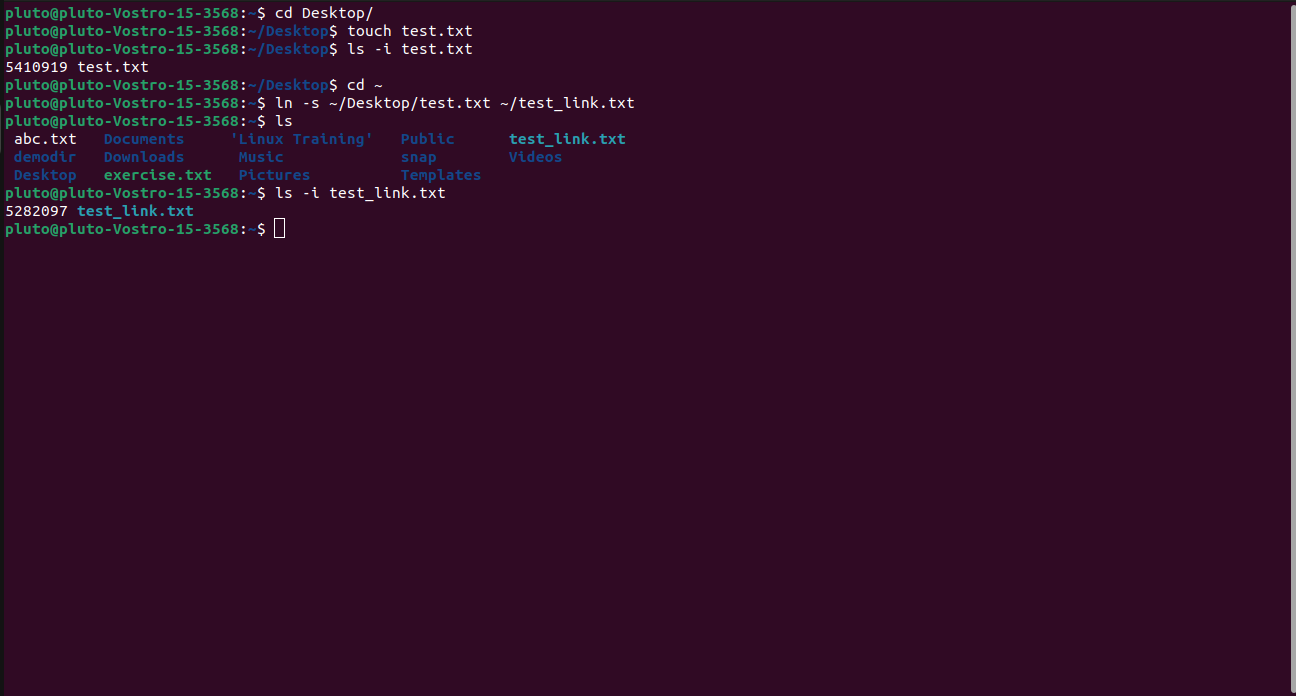 pluto@pluto-Vostro-15-3568:~$ cd Desktop/
pluto@pluto-Vostro-15-3568:~/Desktop$ touch test.txt
pluto@pluto-Vostro-15-3568:~/Desktop$ ls -i test.txt
5410919 test.txt
pluto@pluto-Vostro-15-3568:~/Desktop$ cd ~
pluto@pluto-Vostro-15-3568:~$ ln -s ~/Desktop/test.txt ~/test_link.txt
pluto@pluto-Vostro-15-3568:~$ ls
 abc.txt   Documents     'Linux Training'   Public      test_link.txt
 demodir   Downloads      Music             snap        Videos
 Desktop   exercise.txt   Pictures          Templates
pluto@pluto-Vostro-15-3568:~$ ls -i test_link.txt
5282097 test_link.txt
pluto@pluto-Vostro-15-3568:~$